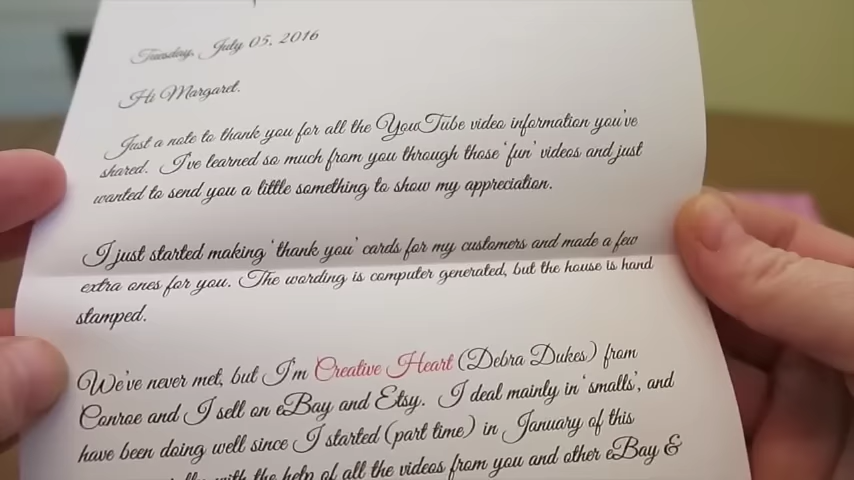 Tuesday, July 05, 2016
Hi Margaret.
Just a note to thank you for all the YouTube video information you've
shared. I've learned so much from you through those 'fun' videos and just
wanted to send you a little something to show my appreciation.
I just started making 'thank you' cards for my customers and made a few
extra ones for you. The wording is computer generated, but the house is hand
stamped.
We've never met, but I'm Creative Heart (Debra Dukes) from
Conroe and I sell on eBay and Etsy. I deal mainly in 'smalls', and
have been doing well since I started (part time) in January of this
with the help of all the videos from you and other eBay &